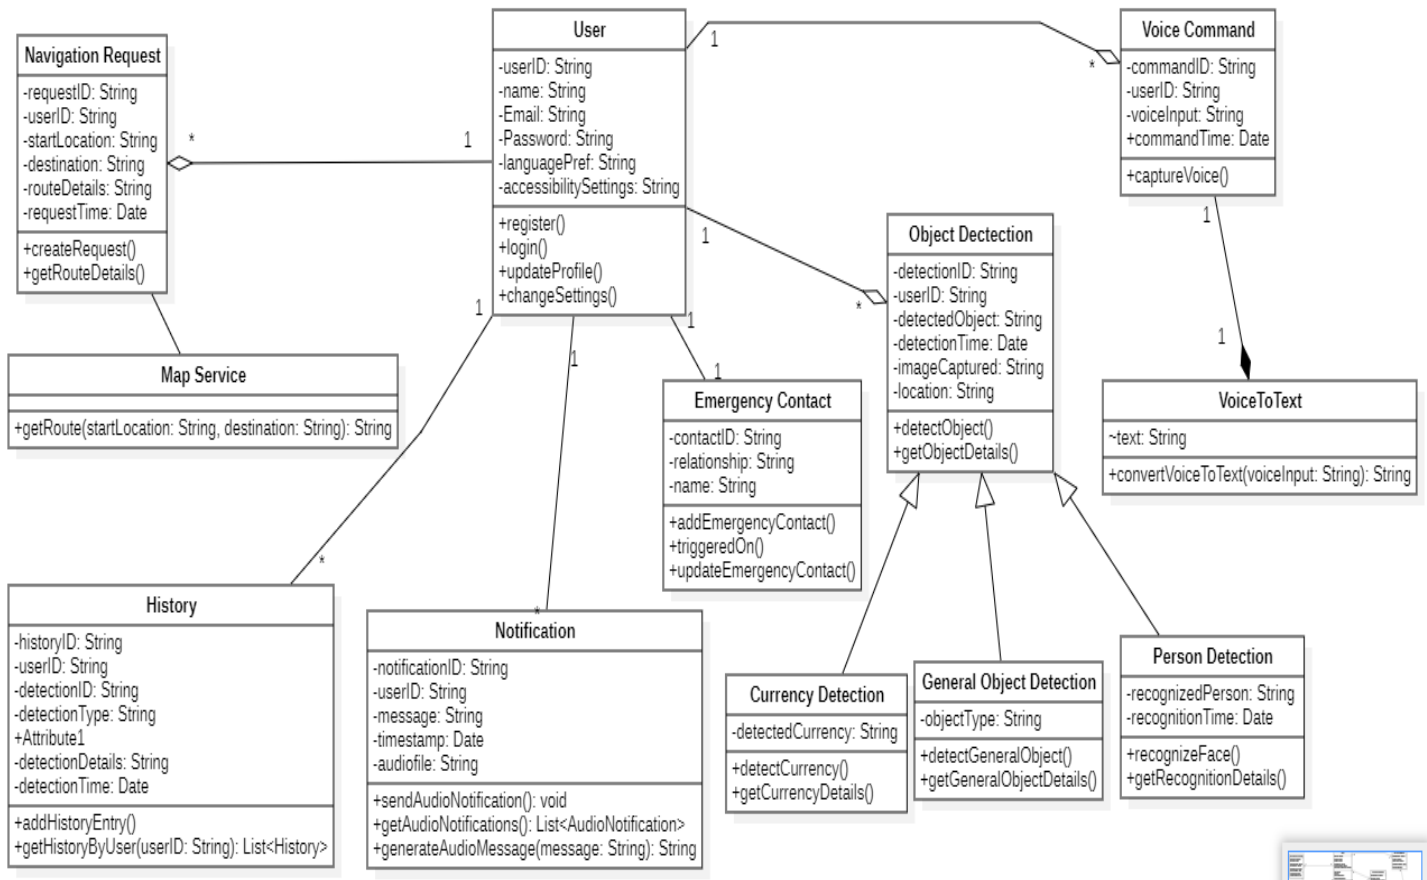 Navigation Request
-requestID: String
-userID: String
-startLocation: String
-destination: String
-routeDetails: String
-requestTime: Date
+createRequest()
+getRouteDetails()
*
1
User
-userID: String
-name: String
-Email: String
-Password: String
-languagePref: String
-accessibilitySettings: String
+register()
+login()
+updateProfile()
+changeSettings()
1
*
Voice Command
-commandID: String
-userID: String
-voiceInput: String
+commandTime: Date
+captureVoice()
1
1
VoiceToText
~text: String
+convertVoiceToText(voiceInput: String): String
1
*
Object Dectection
-detectionID: String
-userID: String
-detectedObject: String
-detectionTime: Date
-imageCaptured: String
-location: String
+detectObject()
+getObjectDetails()
Map Service
+getRoute(startLocation: String, destination: String): String
1
*
1
*
1
1
Emergency Contact
-contactID: String
-relationship: String
-name: String
+addEmergencyContact()
+triggeredOn()
+updateEmergencyContact()
History
-historyID: String
-userID: String
-detectionID: String
-detectionType: String
+Attribute1
-detectionDetails: String
-detectionTime: Date
+addHistoryEntry()
+getHistoryByUser(userID: String): List<History>
Notification
-notificationID: String
-userID: String
-message: String
-timestamp: Date
-audiofile: String
+sendAudioNotification(): void
+getAudioNotifications(): List<AudioNotification>
+generateAudioMessage(message: String): String
Currency Detection
-detectedCurrency: String
+detectCurrency()
+getCurrencyDetails()
General Object Detection
-objectType: String
+detectGeneralObject()
+getGeneralObjectDetails()
Person Detection
-recognizedPerson: String
-recognitionTime: Date
+recognizeFace()
+getRecognitionDetails()